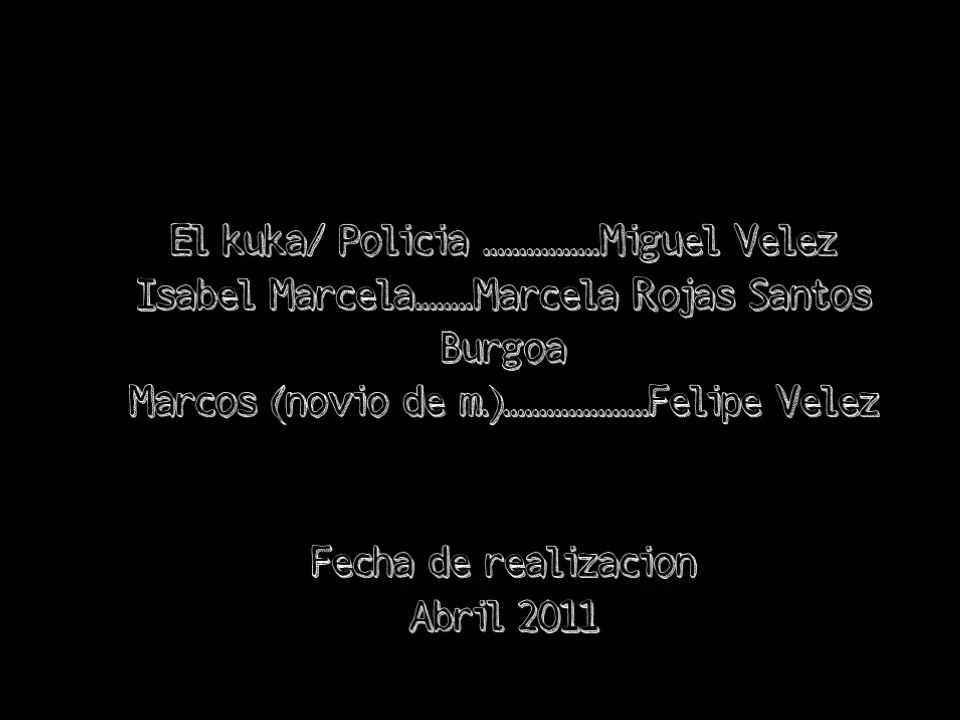 El kuka/ Policia ................Miguel Velez
Isabel Marcela........Marcela Rojas Santos
Burgoa
Marcos (novio de m.)....................Felipe Velez
Fecha de realizacion
Abril 2011